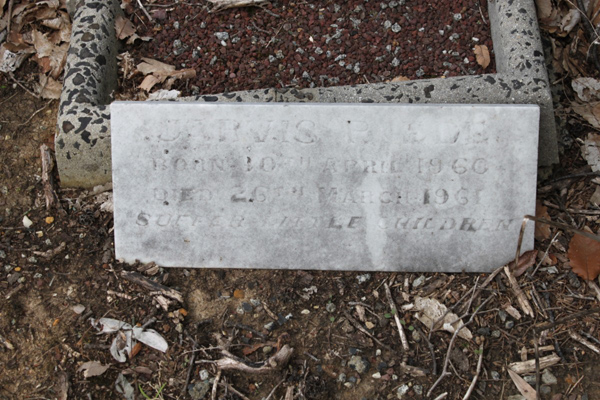 JARVIS
BORN 10TH APRIL 1960
DIED 26TH MARCH 1961
SUFFER LITTLE CHILDREN